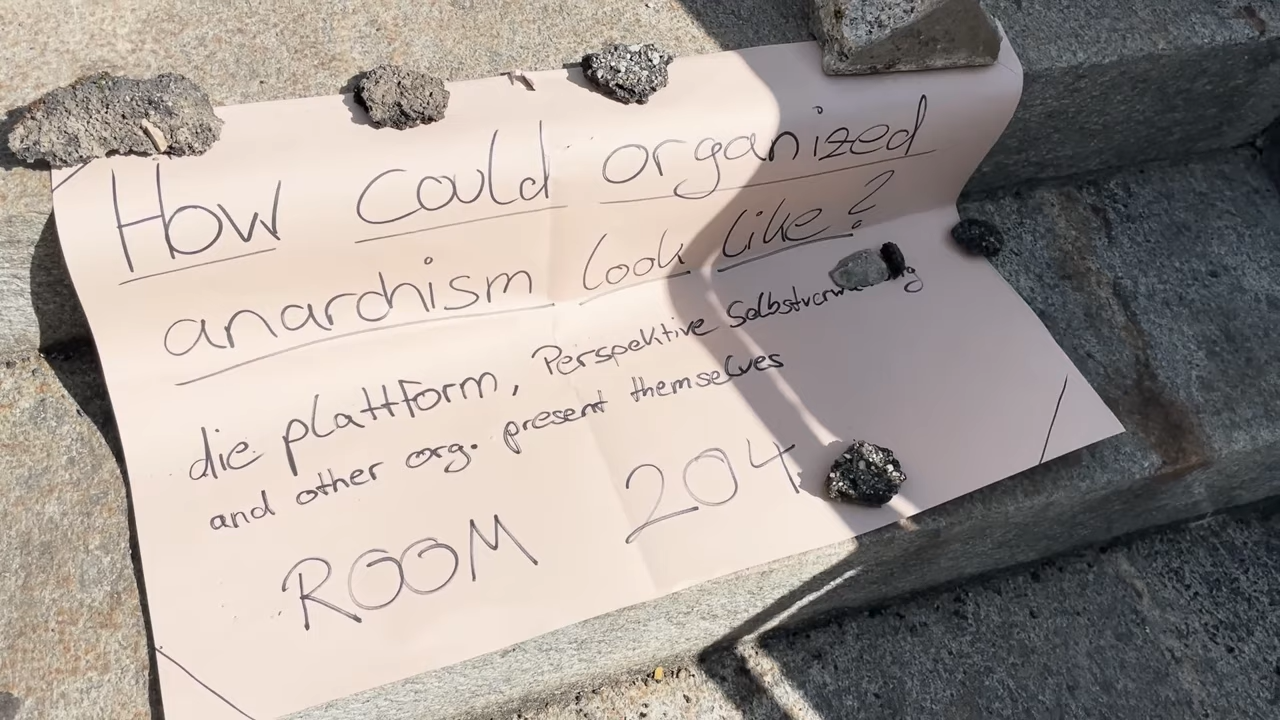 How could organized
anarchism look like?
die plattform, Perspektive
and other org. present themselves
ROOM 204